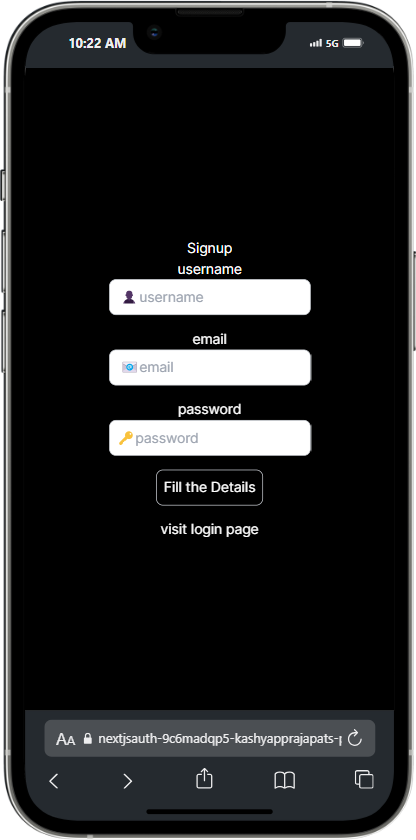 10:22 AM
5G
Signup
username
username
email
email
password
password
Fill the Details
visit login page
AA nextjsauth-9c6madqp5-kashyapprajapats-